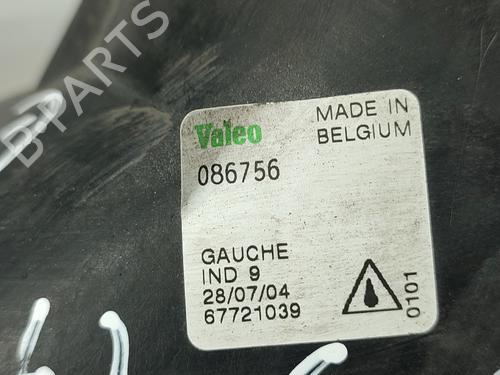 B-PARTS
Valeo
MADE IN
BELGIUM
086756
GAUCHE
IND 9
28/07/04
67721039
0101